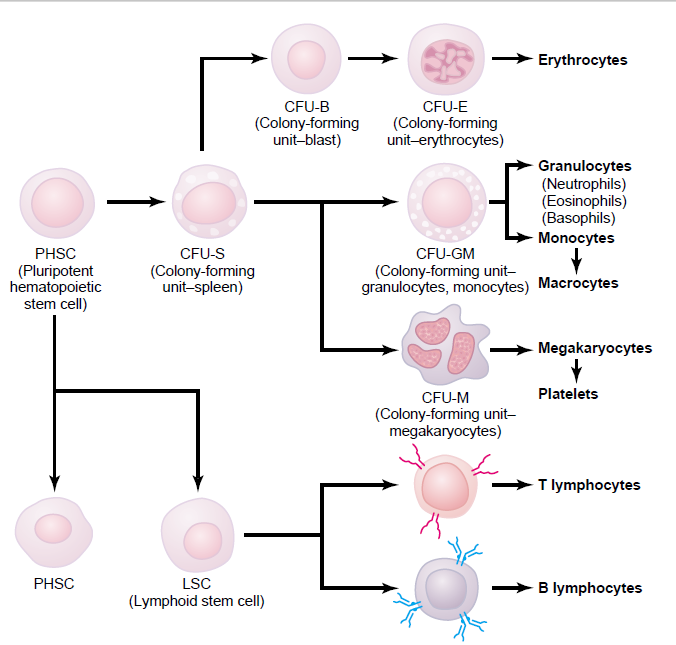 Erythrocytes
CFU-B
(Colony-forming
unit–blast)
CFU-E
(Colony-forming
unit–erythrocytes)
PHSC
(Pluripotent
hematopoietic
stem cell)
CFU-S
(Colony-forming
unit–spleen)
CFU-GM
(Colony-forming unit–
granulocytes, monocytes)
Granulocytes
(Neutrophils)
(Eosinophils)
(Basophils)
Monocytes
Macrocytes
Megakaryocytes
Platelets
CFU-M
(Colony-forming unit–
megakaryocytes)
T lymphocytes
PHSC
LSC
(Lymphoid stem cell)
B lymphocytes